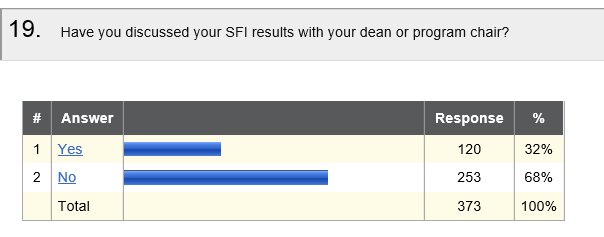 19. Have you discussed your SFI results with your dean or program chair?
# Answer Response %
1 Yes 120 32%
2 No 253 68%
Total 373 100%